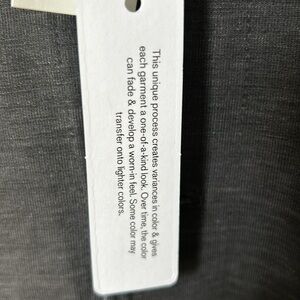 This unique process creates variances in color & gives
each garment a one-of-a-kind look. Over time, the color
can fade & develop a worn-in feel. Some color may
transfer onto lighter colors.